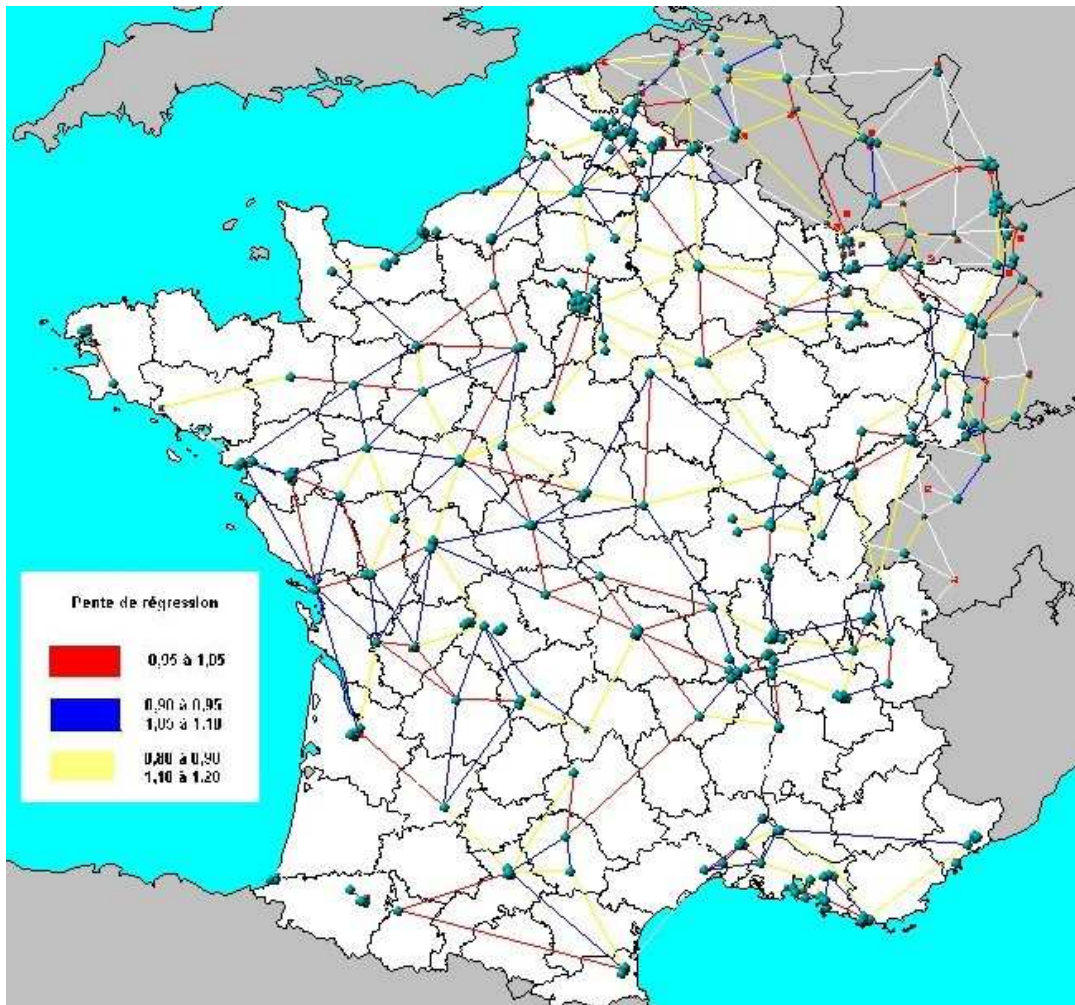 Pente de régression
0,95 à 1,05
0,90 à 0,95
1,05 à 1.10
0,80 à 0,90
1,10 à 1.20